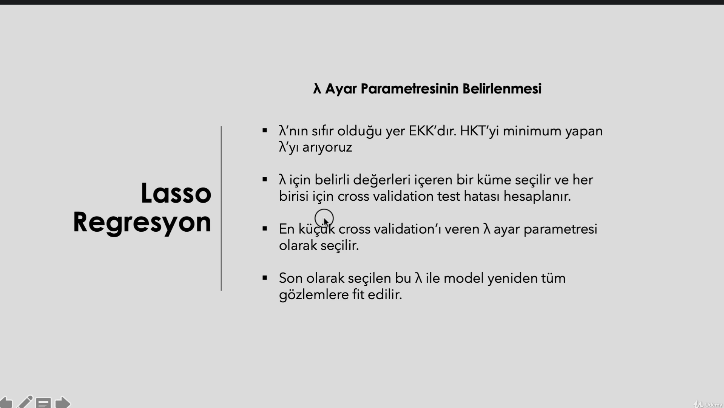 λ Ayar Parametresinin Belirlenmesi
Lasso
Regresyon
▪ λ'nın sıfır olduğu yer EKK'dır. HKT'yi minimum yapan
λ'yı arıyoruz
▪ λ için belirli değerleri içeren bir küme seçilir ve her
birisi için cross validation test hatası hesaplanır.
▪ En küçük cross validation'ı veren λ ayar parametresi
olarak seçilir.
▪ Son olarak seçilen bu λ ile model yeniden tüm
gözlemlere fit edilir.